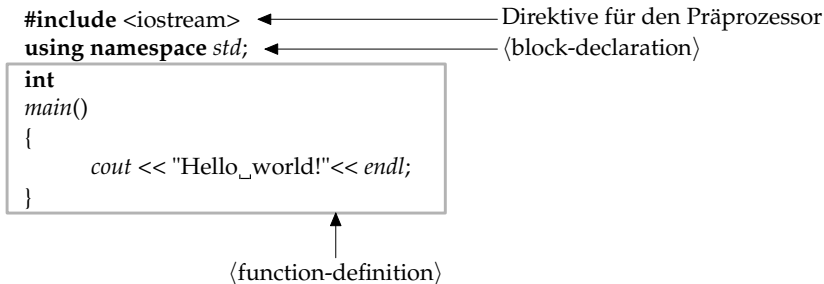 #include <iostream> Direktive für den Präprozessor
using namespace std; ⟨block-declaration⟩
int
main()
{
cout << "Hello␣world!"<< endl;
}
⟨function-definition⟩